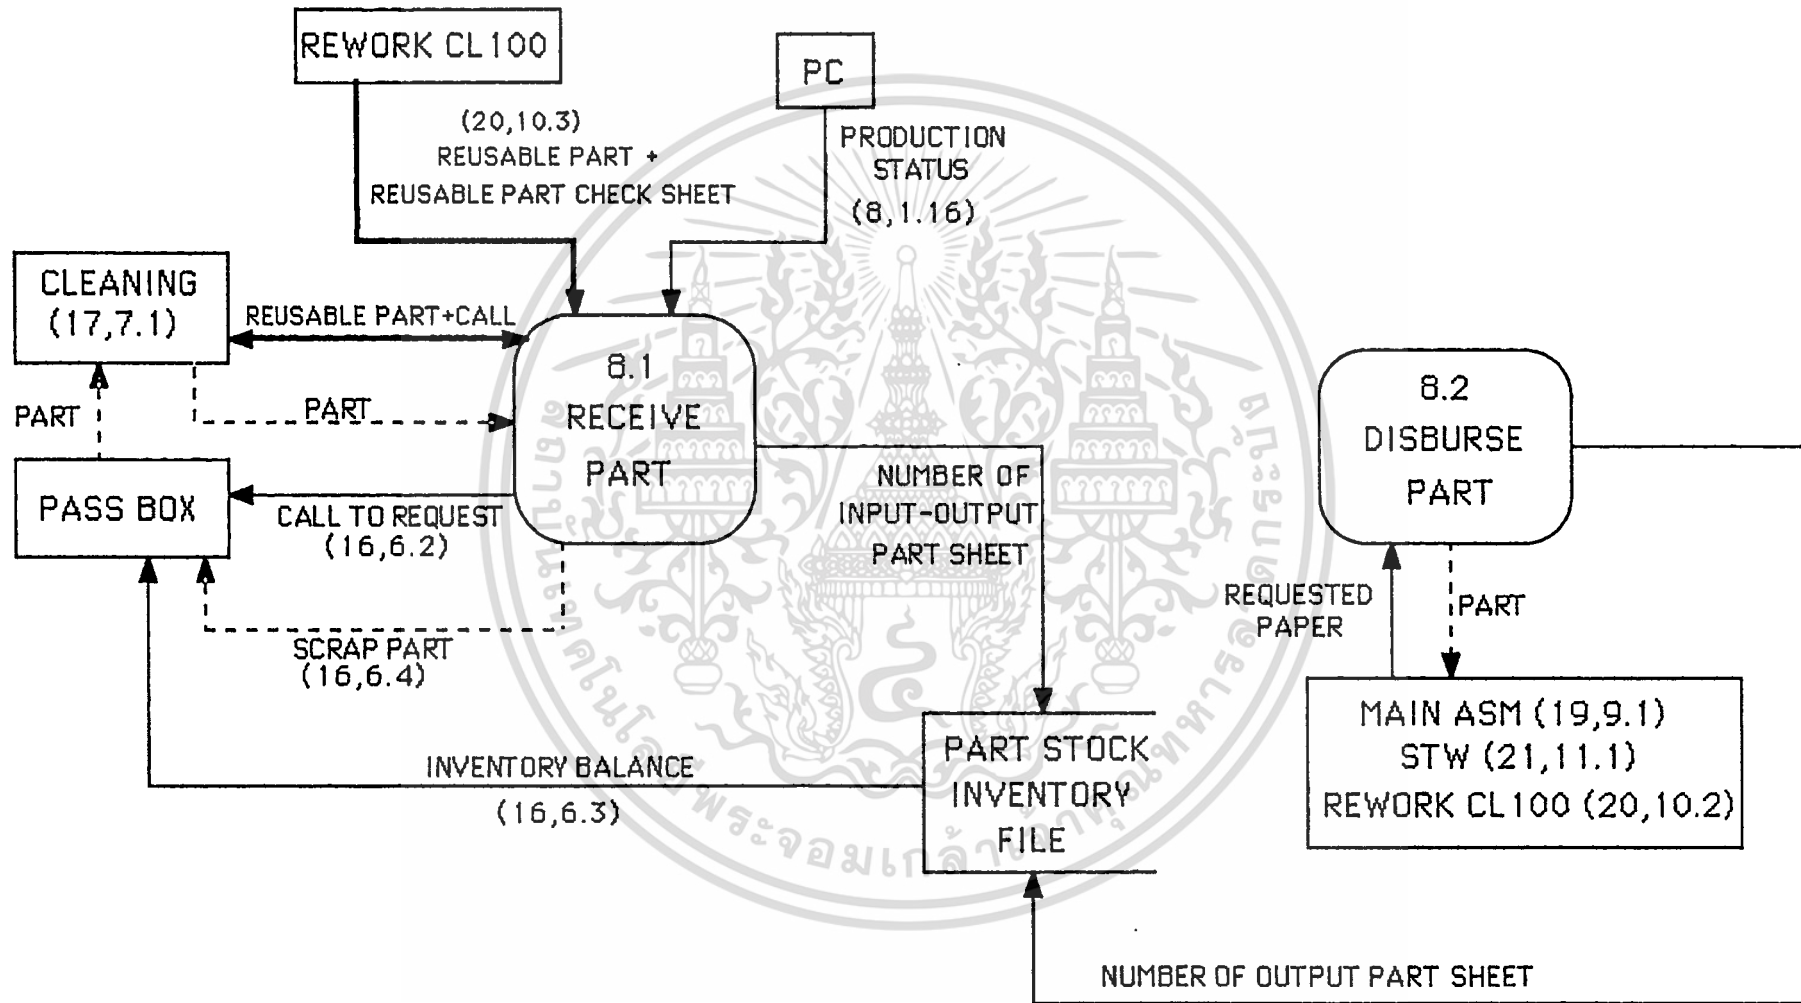 REWORK CL100
PC
(20,10.3)
REUSABLE PART +
REUSABLE PART CHECK SHEET
PRODUCTION
STATUS
(8,1.16)
CLEANING
(17,7.1)
REUSABLE PART+CALL
8.1
RECEIVE
PART
PART
PART
PASS BOX
CALL TO REQUEST
(16,6.2)
SCRAP PART
(16,6.4)
NUMBER OF
INPUT-OUTPUT
PART SHEET
8.2
DISBURSE
PART
REQUESTED
PAPER
PART
MAIN ASM (19,9.1)
STW (21,11.1)
REWORK CL100 (20,10.2)
INVENTORY BALANCE
(16,6.3)
PART STOCK
INVENTORY
FILE
NUMBER OF OUTPUT PART SHEET